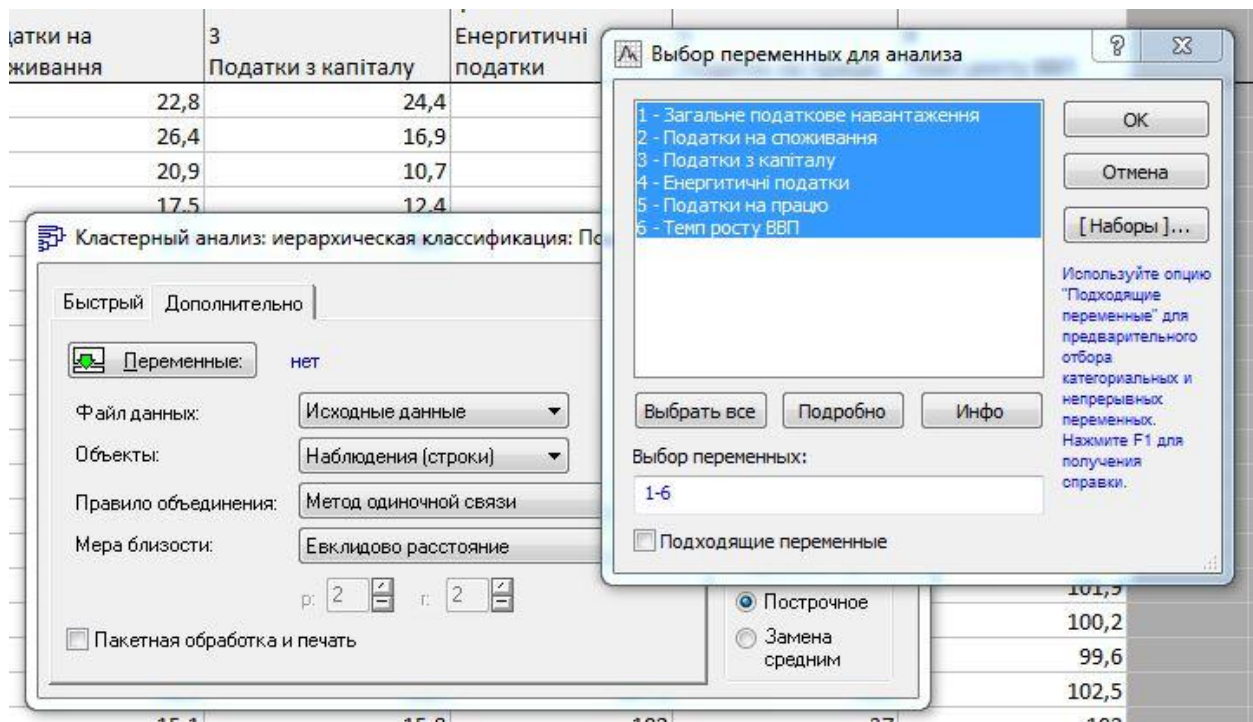 3
Енергитичні
живання
Податки з капіталу
податки
22,8
24,4
26,4
16,9
20,9
10,7
17,5
12,4
Кластерный анализ: иерархическая классификация:
Быстрый
Дополнительно
Переменные:
нет
Файл данных:
Исходные данные
Объекты:
Наблюдения (строки)
Правило объединения:
Метод одиночной связи
Мера близости:
Евклидово расстояние
p: 2
r: 2
Пакетная обработка и печать
Построчное
Замена
средним
Выбор переменных для анализа
1 - Загальне податкове навантаження
2 - Податки на споживання
3 - Податки з капіталу
4 - Енергитичні податки
5 - Податки на працю
6 - Темп росту ВВП
OK
Отмена
[ Наборы ]...
Используйте опцию
"Подходящие
переменные" для
предварительного
отбора
категориальных и
непрерывных
переменных.
Нажмите F1 для
получения
справки.
Выбрать все
Подробно
Инфо
Выбор переменных:
1-6
Подходящие переменные
101,9
100,2
99,6
102,5